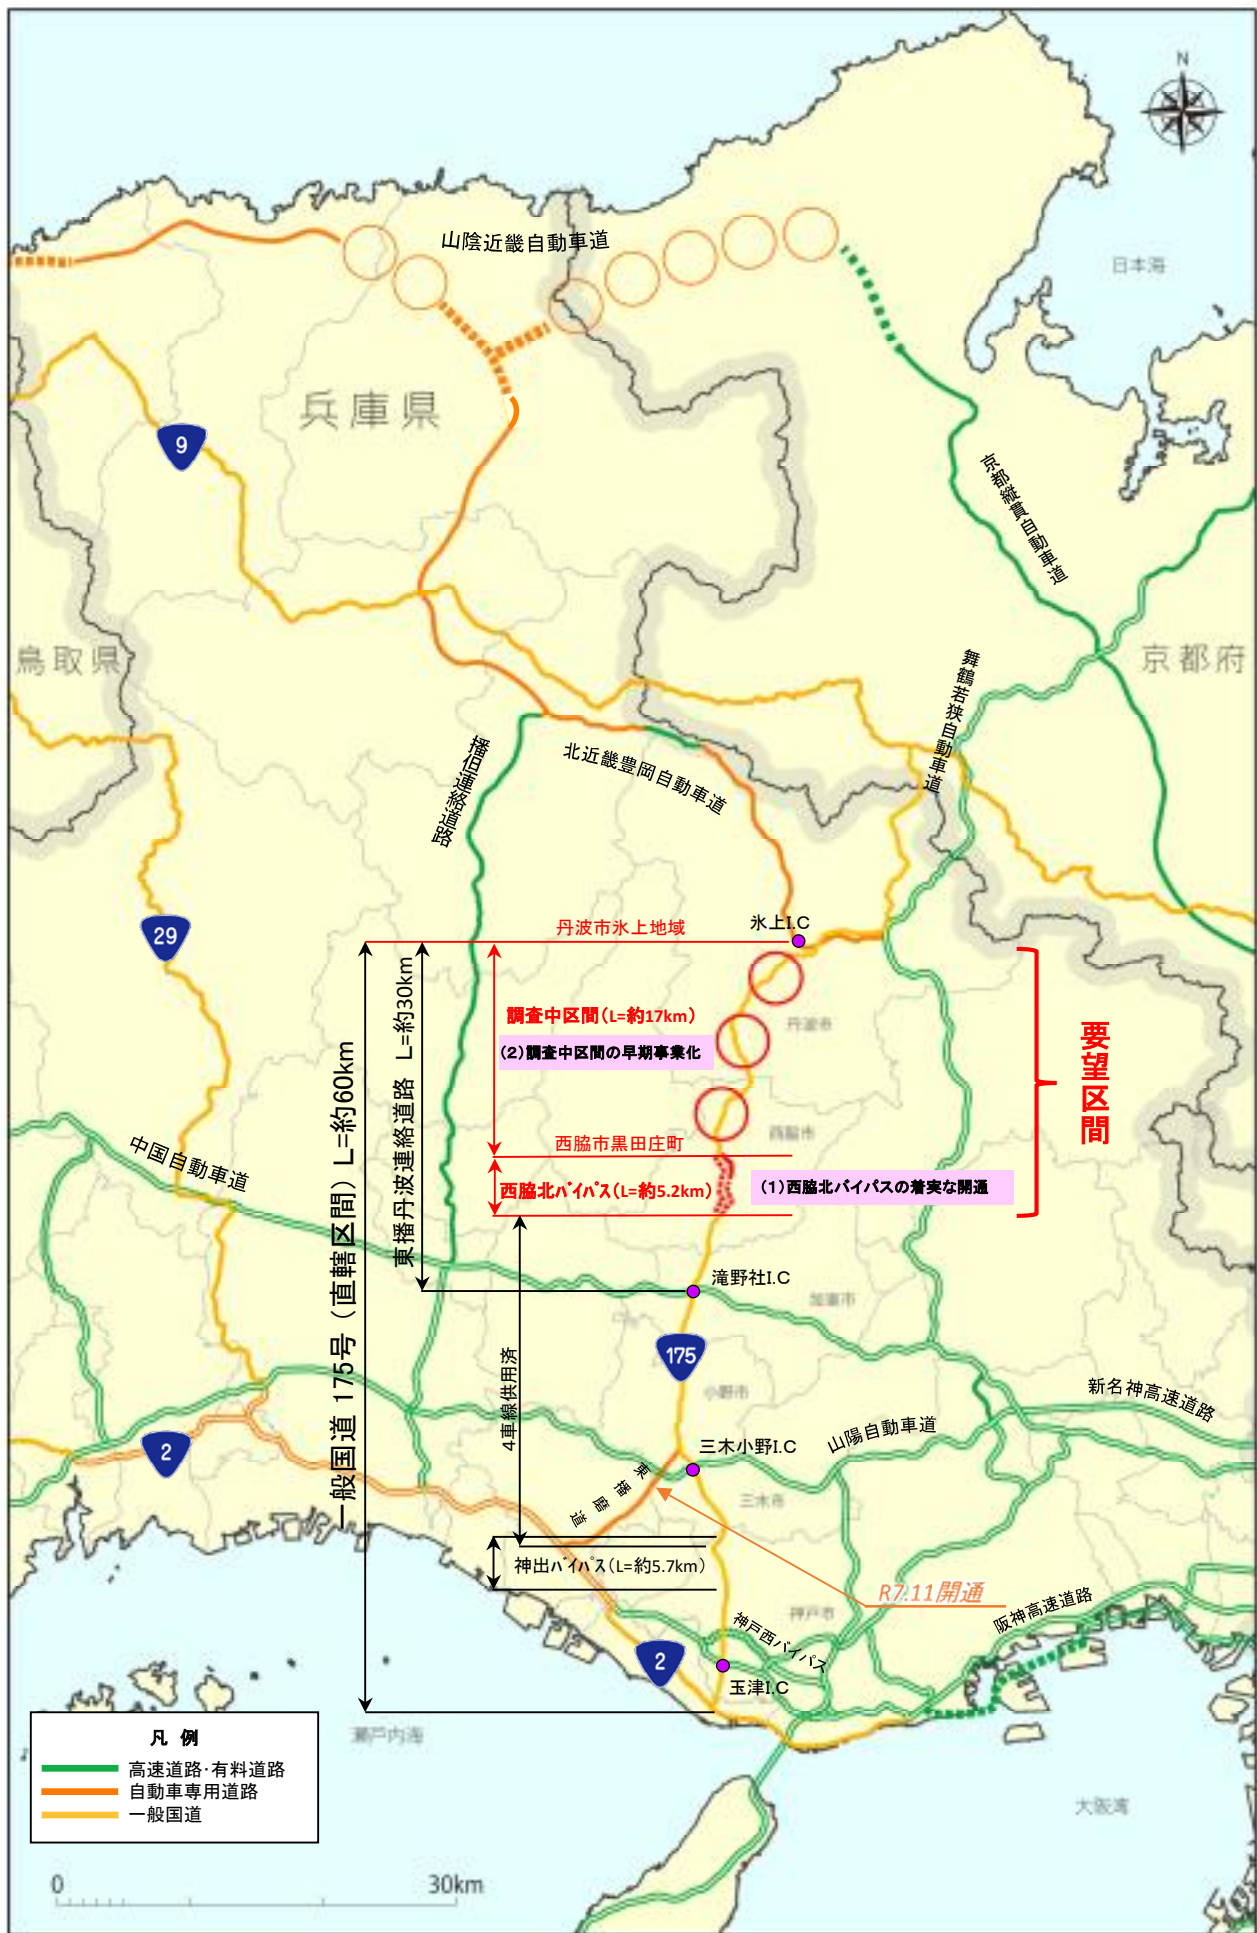 N
山陰近畿自動車道
日本海
兵庫県
9
京都縦貫自動車道
鳥取県
京都府
舞鶴若狭自動車道
播但連絡道路
北近畿豊岡自動車道
29
丹波市氷上地域
氷上I.C
調査中区間(L=約17km)
(2)調査中区間の早期事業化
丹波市
要望区間
一般国道 175号 (直轄区間) L=約60km
東播丹波連絡道路 L=約30km
西脇市
西脇市黒田庄町
中国自動車道
西脇北バイパス(L=約5.2km)
(1)西脇北バイパスの着実な開通
滝野社I.C
加東市
175
4車線供用済
小野市
新名神高速道路
山陽自動車道
2
三木小野I.C
東播磨道
三木市
神出バイパス(L=約5.7km)
R7.11開通
神戸市
阪神高速道路
神戸西バイパス
2
玉津I.C
瀬戸内海
大阪湾
凡 例
高速道路・有料道路
自動車専用道路
一般国道
0
30km